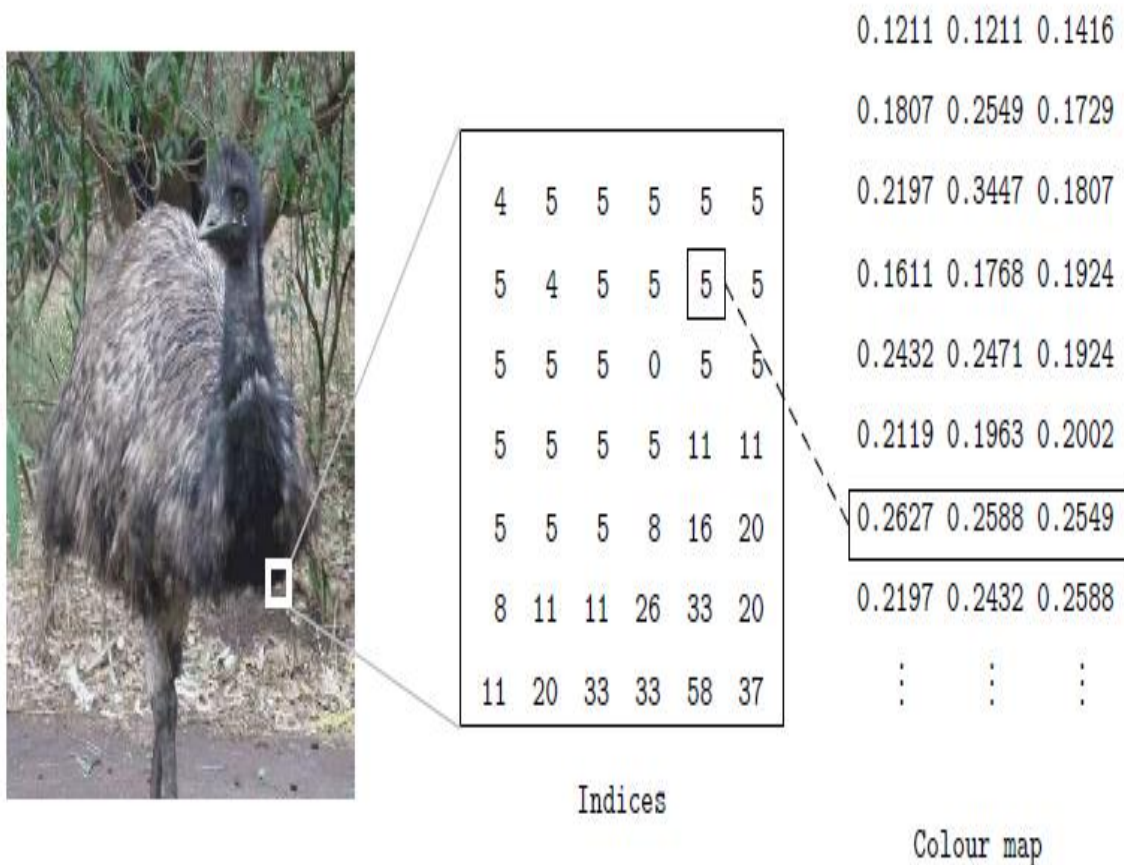 4 5 5 5 5 5
5 4 5 5 5 5
5 5 5 0 5 5
5 5 5 5 11 11
5 5 5 8 16 20
8 11 11 26 33 20
11 20 33 33 58 37
Indices
0.1211 0.1211 0.1416
0.1807 0.2549 0.1729
0.2197 0.3447 0.1807
0.1611 0.1768 0.1924
0.2432 0.2471 0.1924
0.2119 0.1963 0.2002
0.2627 0.2588 0.2549
0.2197 0.2432 0.2588
⋮ ⋮ ⋮
Colour map